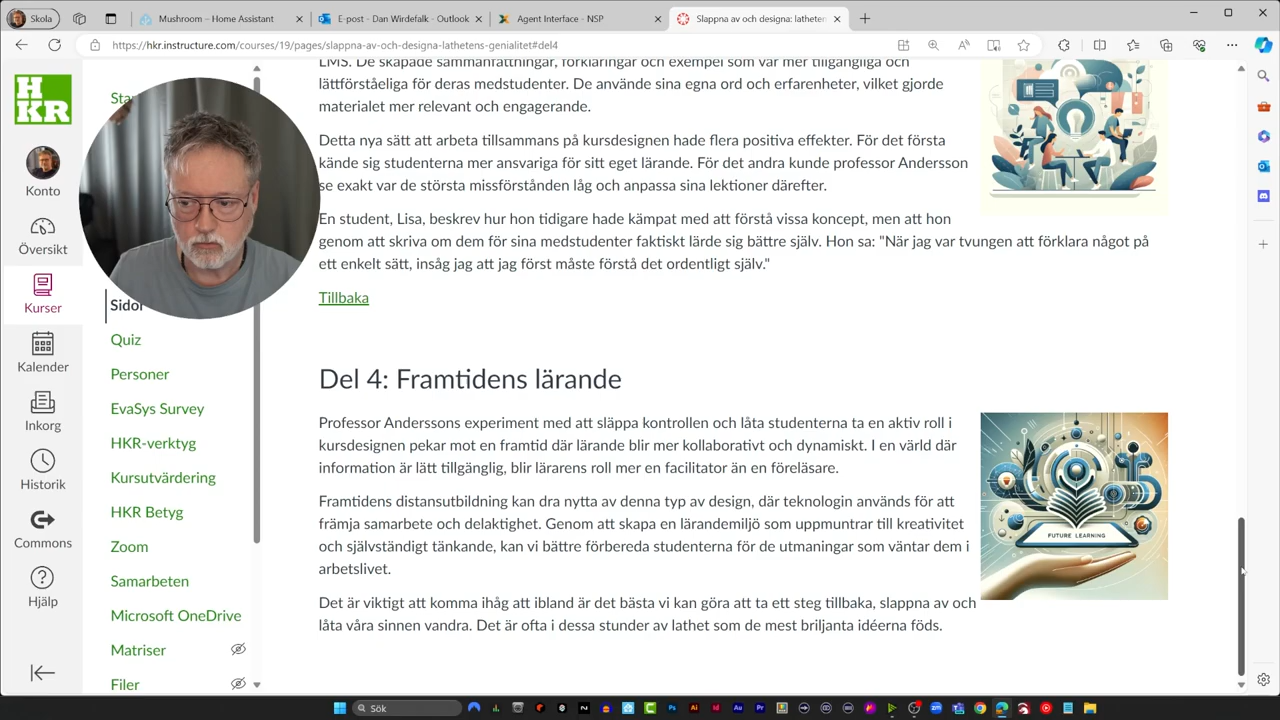 Skola
Mushroom – Home Assistant
E-post - Dan Wirdefalk - Outlook
Agent Interface - NSP
Slappna av och designa: lathetens
https://hkr.instructure.com/courses/19/pages/slappna-av-och-designa-lathetens-genialitet#del4
HKR
Konto
Översikt
Kurser
Kalender
Inkorg
Historik
Commons
Hjälp
Quiz
Personer
EvaSys Survey
HKR-verktyg
Kursutvärdering
HKR Betyg
Zoom
Samarbeten
Microsoft OneDrive
Matriser
Filer
LMS. De skapade sammanfattningar, förklaringar och exempel som var mer tillgängliga och
lättförståeliga för deras medstudenter. De använde sina egna ord och erfarenheter, vilket gjorde
materialet mer relevant och engagerande.
Detta nya sätt att arbeta tillsammans på kursdesignen hade flera positiva effekter. För det första
kände sig studenterna mer ansvariga för sitt eget lärande. För det andra kunde professor Andersson
se exakt var de största missförstånden låg och anpassa sina lektioner därefter.
En student, Lisa, beskrev hur hon tidigare hade kämpat med att förstå vissa koncept, men att hon
genom att skriva om dem för sina medstudenter faktiskt lärde sig bättre själv. Hon sa: "När jag var tvungen att förklara något på
ett enkelt sätt, insåg jag att jag först måste förstå det ordentligt själv."
Tillbaka
Del 4: Framtidens lärande
Professor Anderssons experiment med att släppa kontrollen och låta studenterna ta en aktiv roll i
kursdesignen pekar mot en framtid där lärande blir mer kollaborativt och dynamiskt. I en värld där
information är lätt tillgänglig, blir lärarens roll mer en facilitator än en föreläsare.
Framtidens distansutbildning kan dra nytta av denna typ av design, där teknologin används för att
främja samarbete och delaktighet. Genom att skapa en lärandemiljö som uppmuntrar till kreativitet
och självständigt tänkande, kan vi bättre förbereda studenterna för de utmaningar som väntar dem i
arbetslivet.
Det är viktigt att komma ihåg att ibland är det bästa vi kan göra att ta ett steg tillbaka, slappna av och
låta våra sinnen vandra. Det är ofta i dessa stunder av lathet som de mest briljanta idéerna föds.
FUTURE LEARNING
Sök